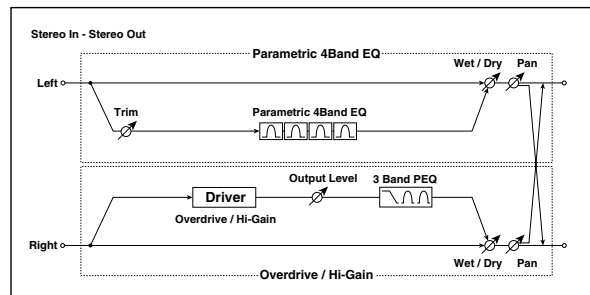 Stereo In - Stereo Out
Parametric 4Band EQ
Wet / Dry Pan
Left
Trim
Parametric 4Band EQ
Output Level
3 Band PEQ
Driver
Overdrive / Hi-Gain
Right
Wet / Dry Pan
Overdrive / Hi-Gain